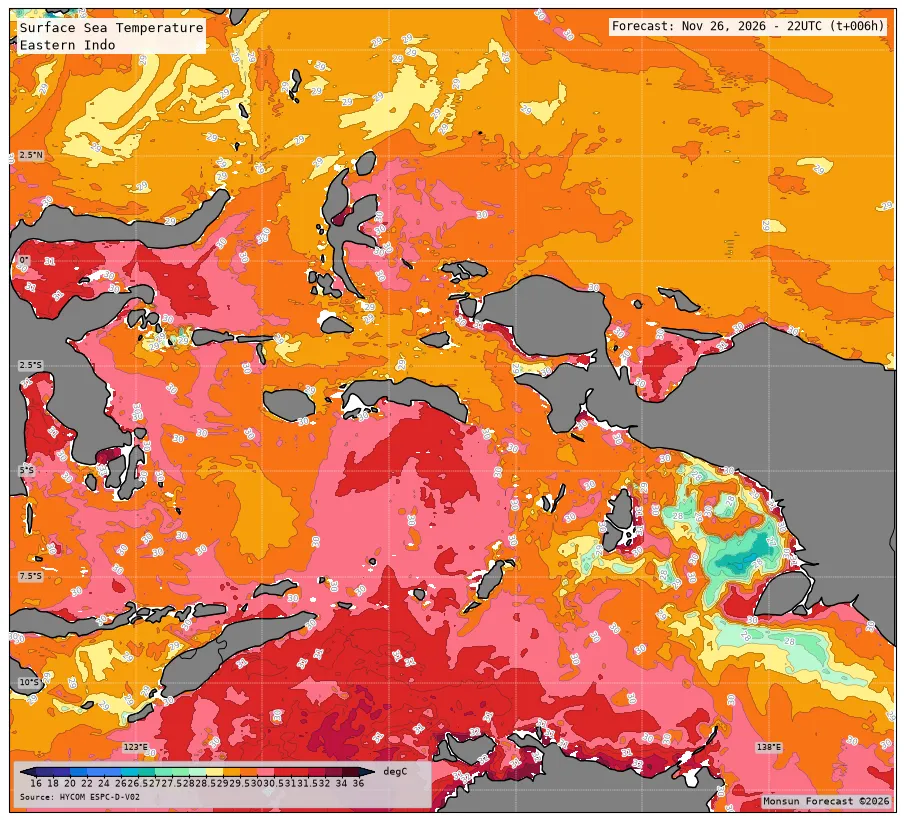 Surface Sea Temperature
Eastern Indo
Forecast: Nov 26, 2026 - 22UTC (t+006h)
2.5°N
0°
2.5°S
5°S
7.5°S
10°S
123°E
138°E
degC
16 18 20 22 24 26 26.5 27 27.5 28 28.5 29 29.5 30 30.5 31 31.5 32 34 36
Source: HYCOM ESPC-D-V02
Monsun Forecast ©2026